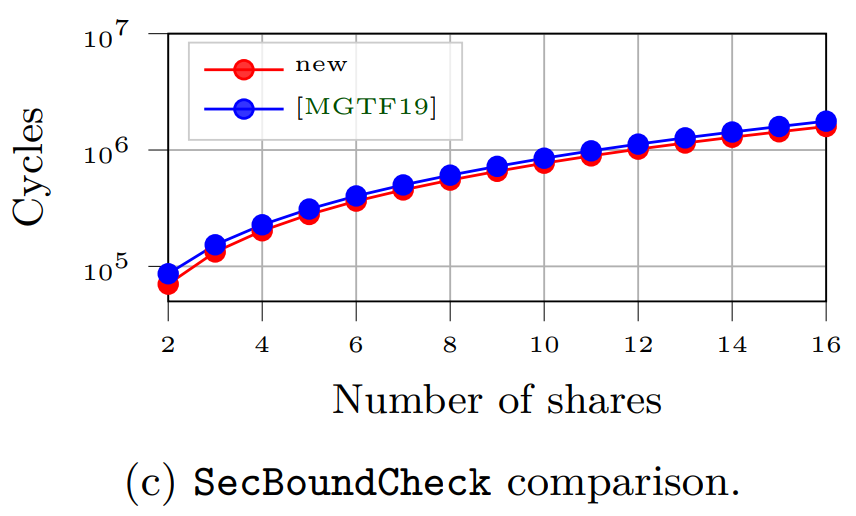 10^7
new
[MGTF19]
10^6
10^5
Cycles
2 4 6 8 10 12 14 16
Number of shares
(c) SecBoundCheck comparison.